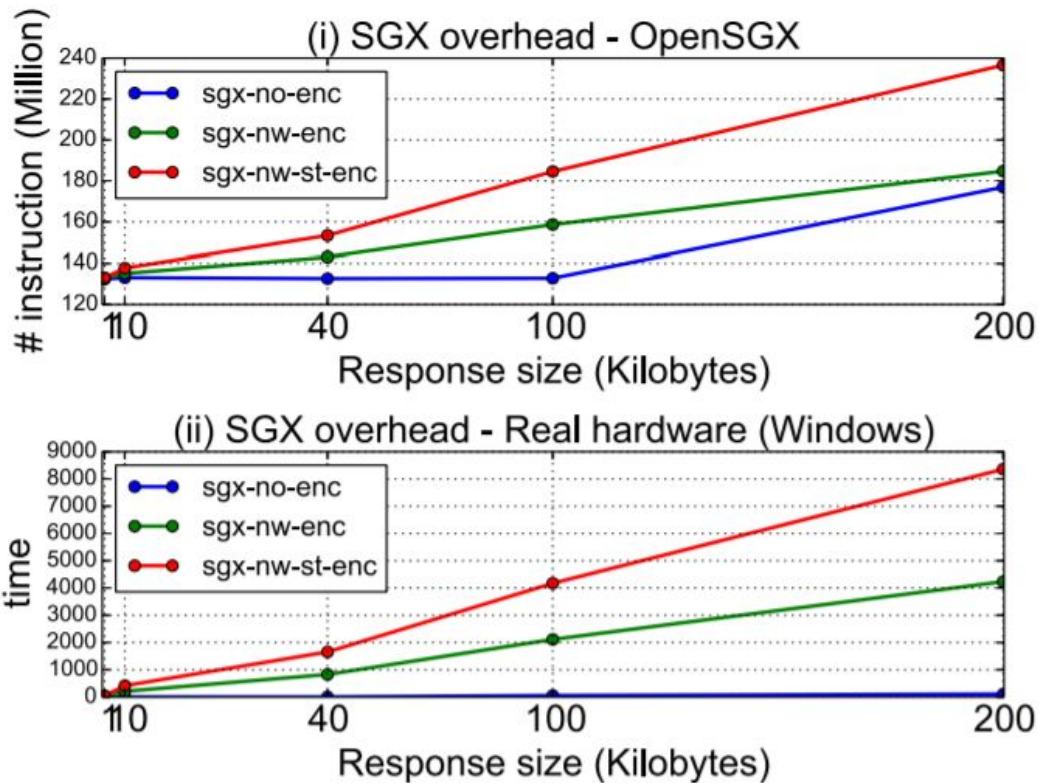 (i) SGX overhead - OpenSGX
# instruction (Million)
240
220
200
180
160
140
120
sgx-no-enc
sgx-nw-enc
sgx-nw-st-enc
1 10 40 100 200
Response size (Kilobytes)
(ii) SGX overhead - Real hardware (Windows)
time
9000
8000
7000
6000
5000
4000
3000
2000
1000
0
sgx-no-enc
sgx-nw-enc
sgx-nw-st-enc
1 10 40 100 200
Response size (Kilobytes)